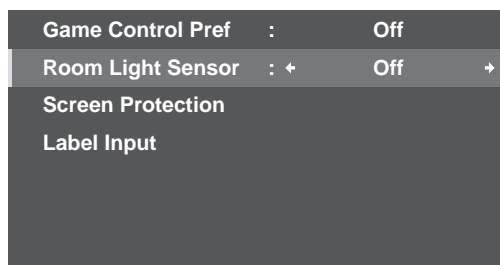 Game Control Pref : Off
Room Light Sensor : Off
Screen Protection
Label Input